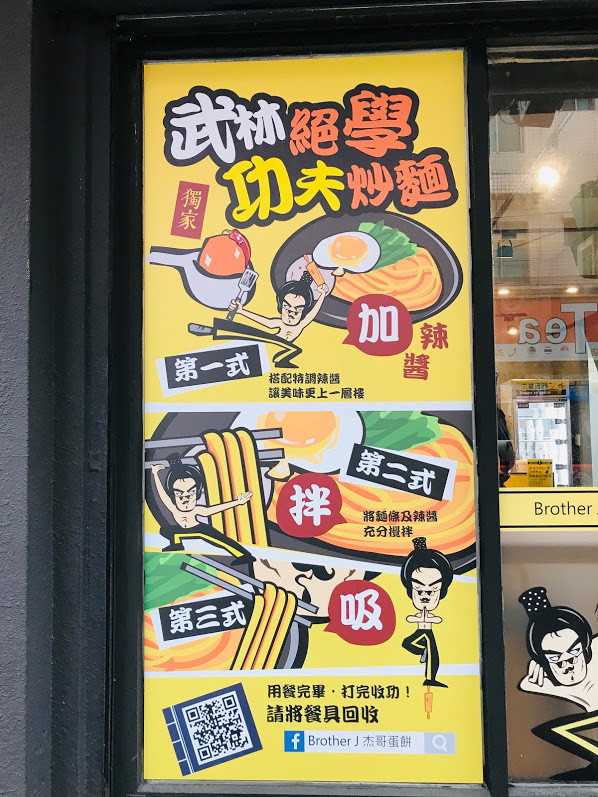 武林絕學
功夫炒麵
獨家
加
辣醬
第一式
搭配特調辣醬
讓美味更上一層樓
第二式
拌
將麵條及辣醬
充分攪拌
第三式
吸
用餐完畢，打完收功！
請將餐具回收
f Brother J 杰哥蛋餅
Tea
Brother J